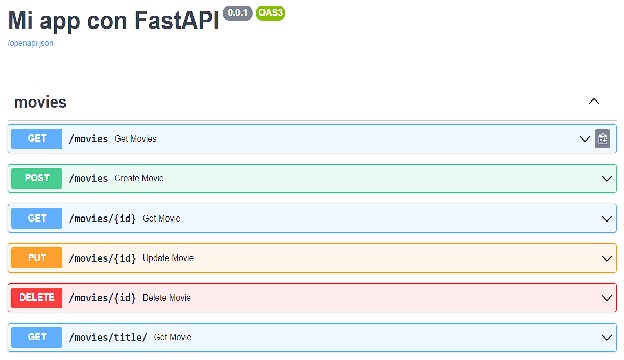 Mi app con FastAPI 0.0.1 OAS3
/openapi.json
movies
GET /movies Get Movies
POST /movies Create Movie
GET /movies/{id} Get Movie
PUT /movies/{id} Update Movie
DELETE /movies/{id} Delete Movie
GET /movies/title/ Get Movie